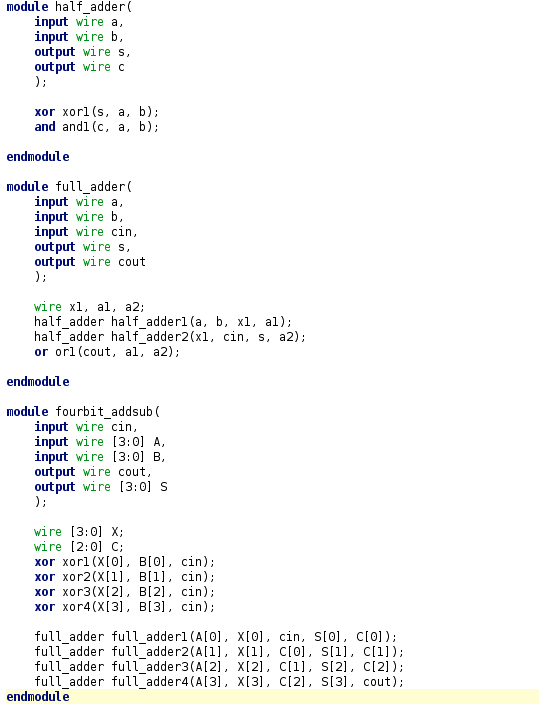 module half_adder(
    input wire a,
    input wire b,
    output wire s,
    output wire c
    );

    xor xor1(s, a, b);
    and and1(c, a, b);

endmodule

module full_adder(
    input wire a,
    input wire b,
    input wire cin,
    output wire s,
    output wire cout
    );

    wire x1, a1, a2;
    half_adder half_adder1(a, b, x1, a1);
    half_adder half_adder2(x1, cin, s, a2);
    or or1(cout, a1, a2);

endmodule

module fourbit_addsub(
    input wire cin,
    input wire [3:0] A,
    input wire [3:0] B,
    output wire cout,
    output wire [3:0] S
    );

    wire [3:0] X;
    wire [2:0] C;
    xor xor1(X[0], B[0], cin);
    xor xor2(X[1], B[1], cin);
    xor xor3(X[2], B[2], cin);
    xor xor4(X[3], B[3], cin);

    full_adder full_adder1(A[0], X[0], cin, S[0], C[0]);
    full_adder full_adder2(A[1], X[1], C[0], S[1], C[1]);
    full_adder full_adder3(A[2], X[2], C[1], S[2], C[2]);
    full_adder full_adder4(A[3], X[3], C[2], S[3], cout);
endmodule